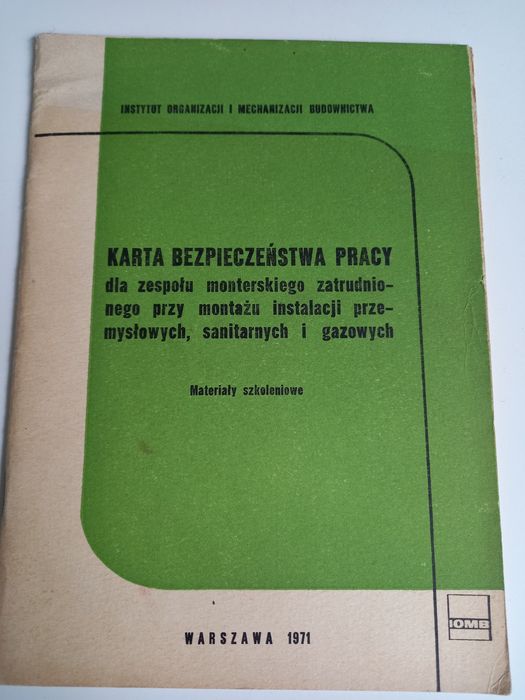 INSTYTUT ORGANIZACJI I MECHANIZACJI BUDOWNICTWA
KARTA BEZPIECZEŃSTWA PRACY
dla zespołu monterskiego zatrudnio-
nego przy montażu instalacji prze-
mysłowych, sanitarnych i gazowych
Materiały szkoleniowe
IOMB
WARSZAWA 1971